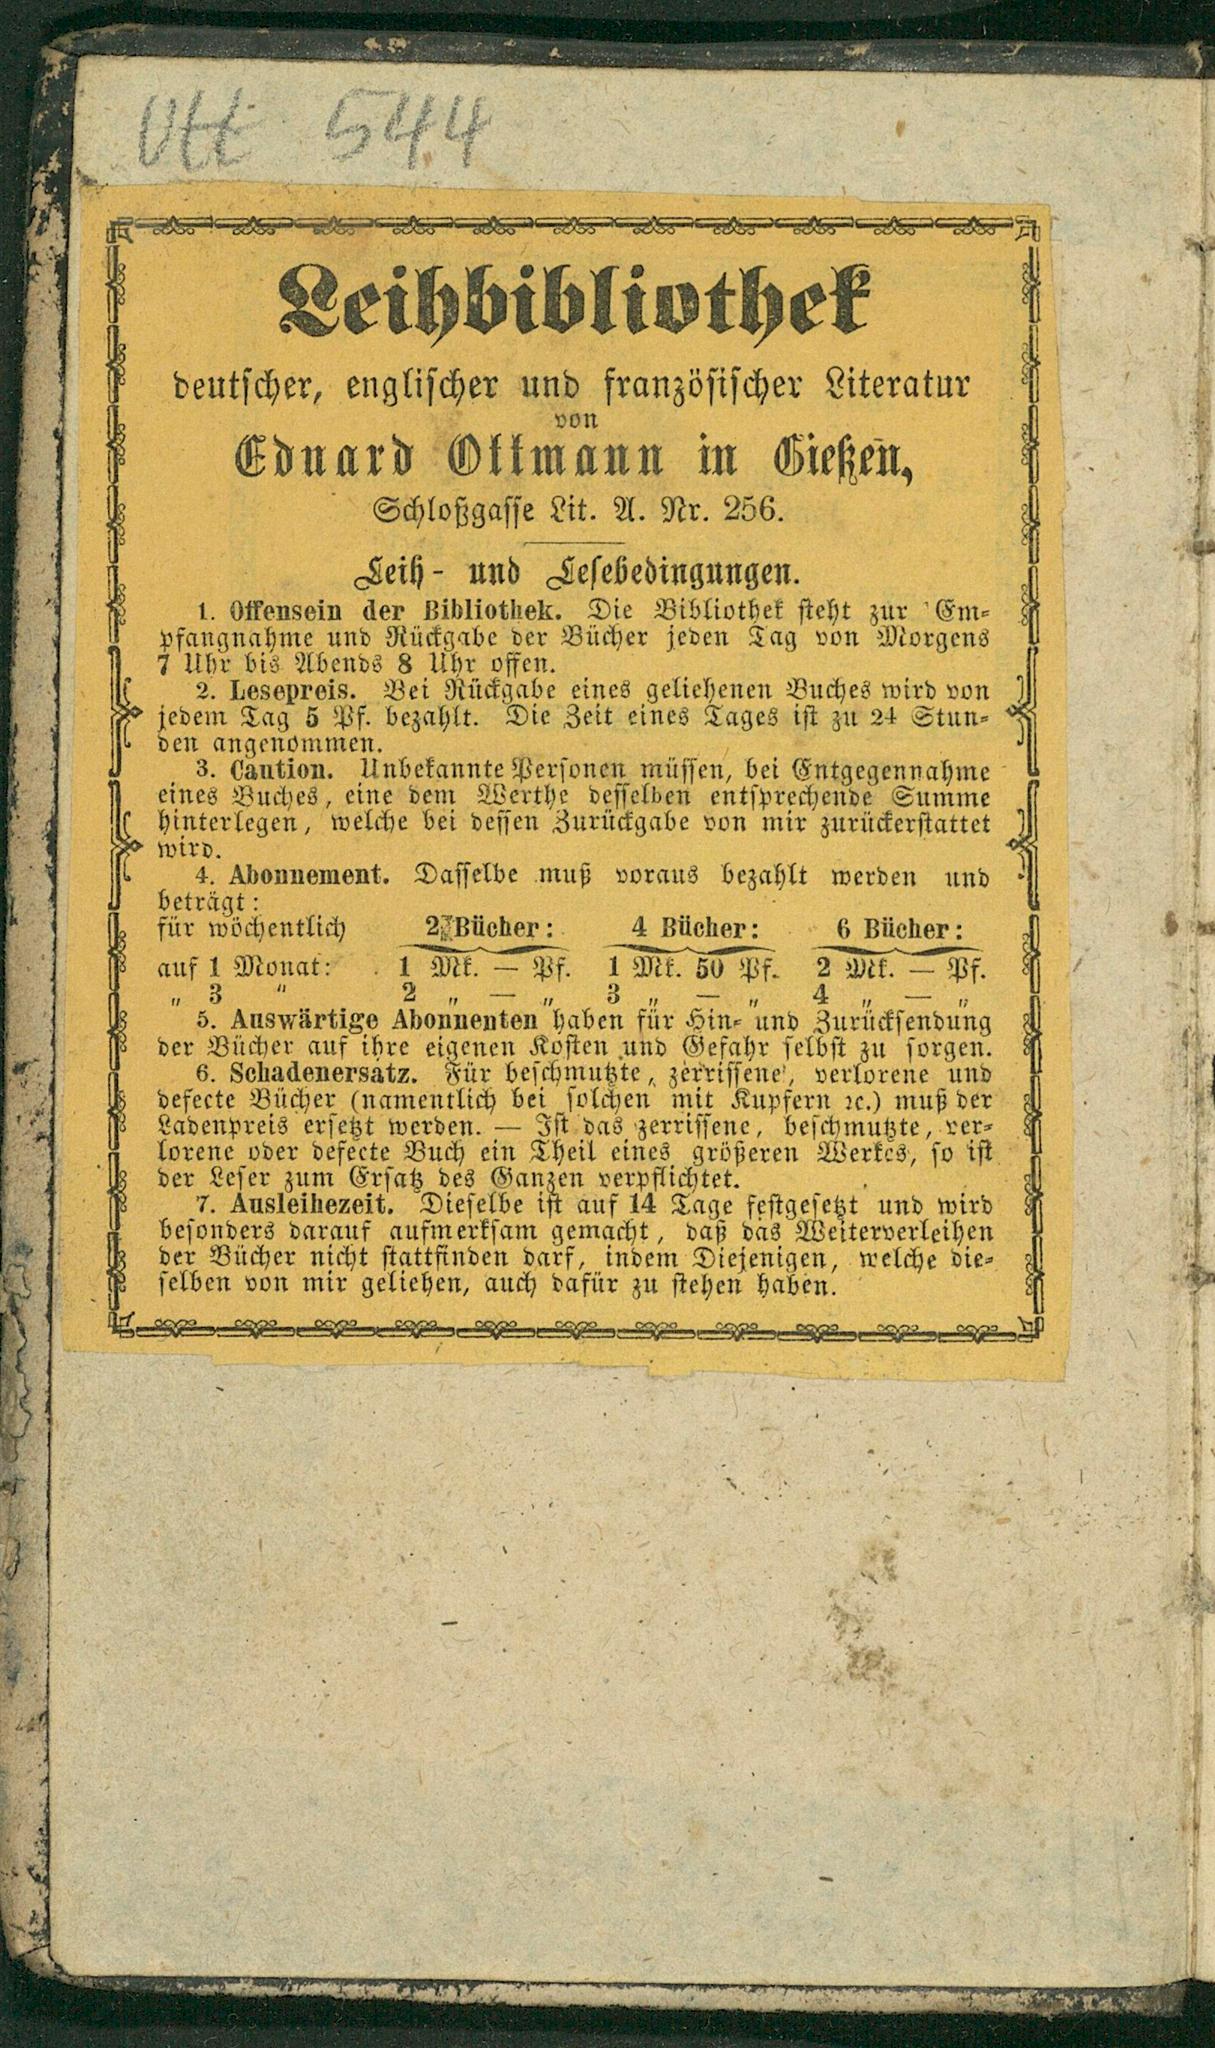 Ott 544
Leihbibliothek
deutscher, englischer und französischer Literatur
von
Eduard Ottmann in Gießen,
Schloßgasse Lit. A. Nr. 256.
Leih- und Lesebedingungen.
1. Offensein der Bibliothek. Die Bibliothek steht zur Em-
pfangnahme und Rückgabe der Bücher jeden Tag von Morgens
7 Uhr bis Abends 8 Uhr offen.
2. Lesepreis. Bei Rückgabe eines geliehenen Buches wird von
jedem Tag 5 Pf. bezahlt. Die Zeit eines Tages ist zu 24 Stun-
den angenommen.
3. Caution. Unbekannte Personen müssen, bei Entgegennahme
eines Buches, eine dem Werthe desselben entsprechende Summe
hinterlegen, welche bei dessen Zurückgabe von mir zurückerstattet
wird.
4. Abonnement. Dasselbe muß voraus bezahlt werden und
beträgt:
für wöchentlich 2 Bücher: 4 Bücher: 6 Bücher:
auf 1 Monat: 1 Mk. — Pf. 1 Mk. 50 Pf. 2 Mk. — Pf.
„ 3 „ 2 „ — „ 3 „ — „ 4 „ — „
5. Auswärtige Abonnenten haben für Hin- und Zurücksendung
der Bücher auf ihre eigenen Kosten und Gefahr selbst zu sorgen.
6. Schadenersatz. Für beschmutzte, zerrissene, verlorene und
defecte Bücher (namentlich bei solchen mit Kupfern ꝛc.) muß der
Ladenpreis ersetzt werden. — Ist das zerrissene, beschmutzte, ver-
lorene oder defecte Buch ein Theil eines größeren Werkes, so ist
der Leser zum Ersatz des Ganzen verpflichtet.
7. Ausleihezeit. Dieselbe ist auf 14 Tage festgesetzt und wird
besonders darauf aufmerksam gemacht, daß das Weiterverleihen
der Bücher nicht stattfinden darf, indem Diejenigen, welche die-
selben von mir geliehen, auch dafür zu stehen haben.